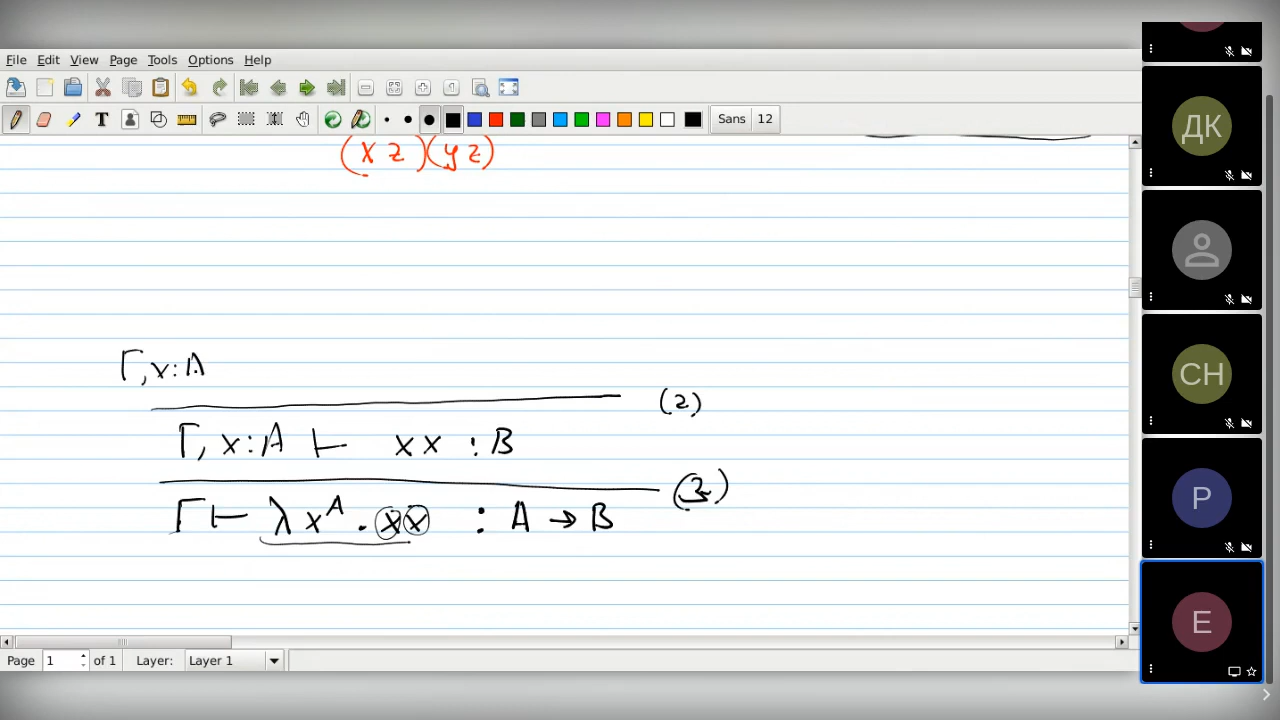 File Edit View Page Tools Options Help
Sans 12
(x z)(y z)
ДК
СН
Γ, x : A
(2)
Γ, x : A ⊢ x x : B
(3)
Γ ⊢ λ x^A . x x : A → B
P
E
Page 1 of 1 Layer: Layer 1